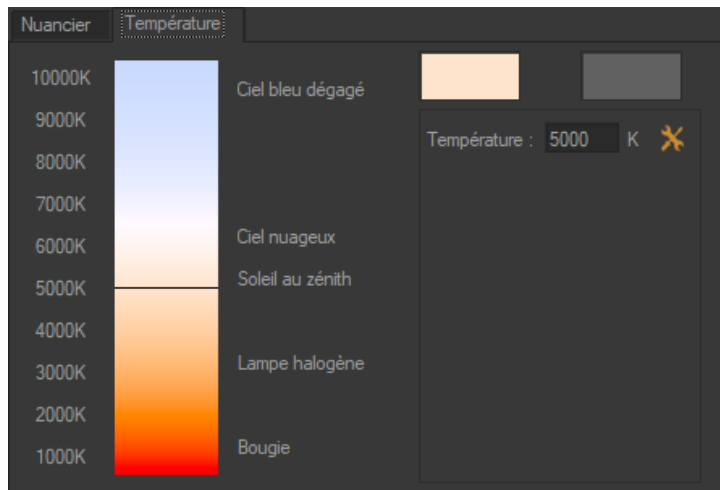 Nuancier
Température
10000K
9000K
8000K
7000K
6000K
5000K
4000K
3000K
2000K
1000K
Ciel bleu dégagé
Ciel nuageux
Soleil au zénith
Lampe halogène
Bougie
Température : 5000 K